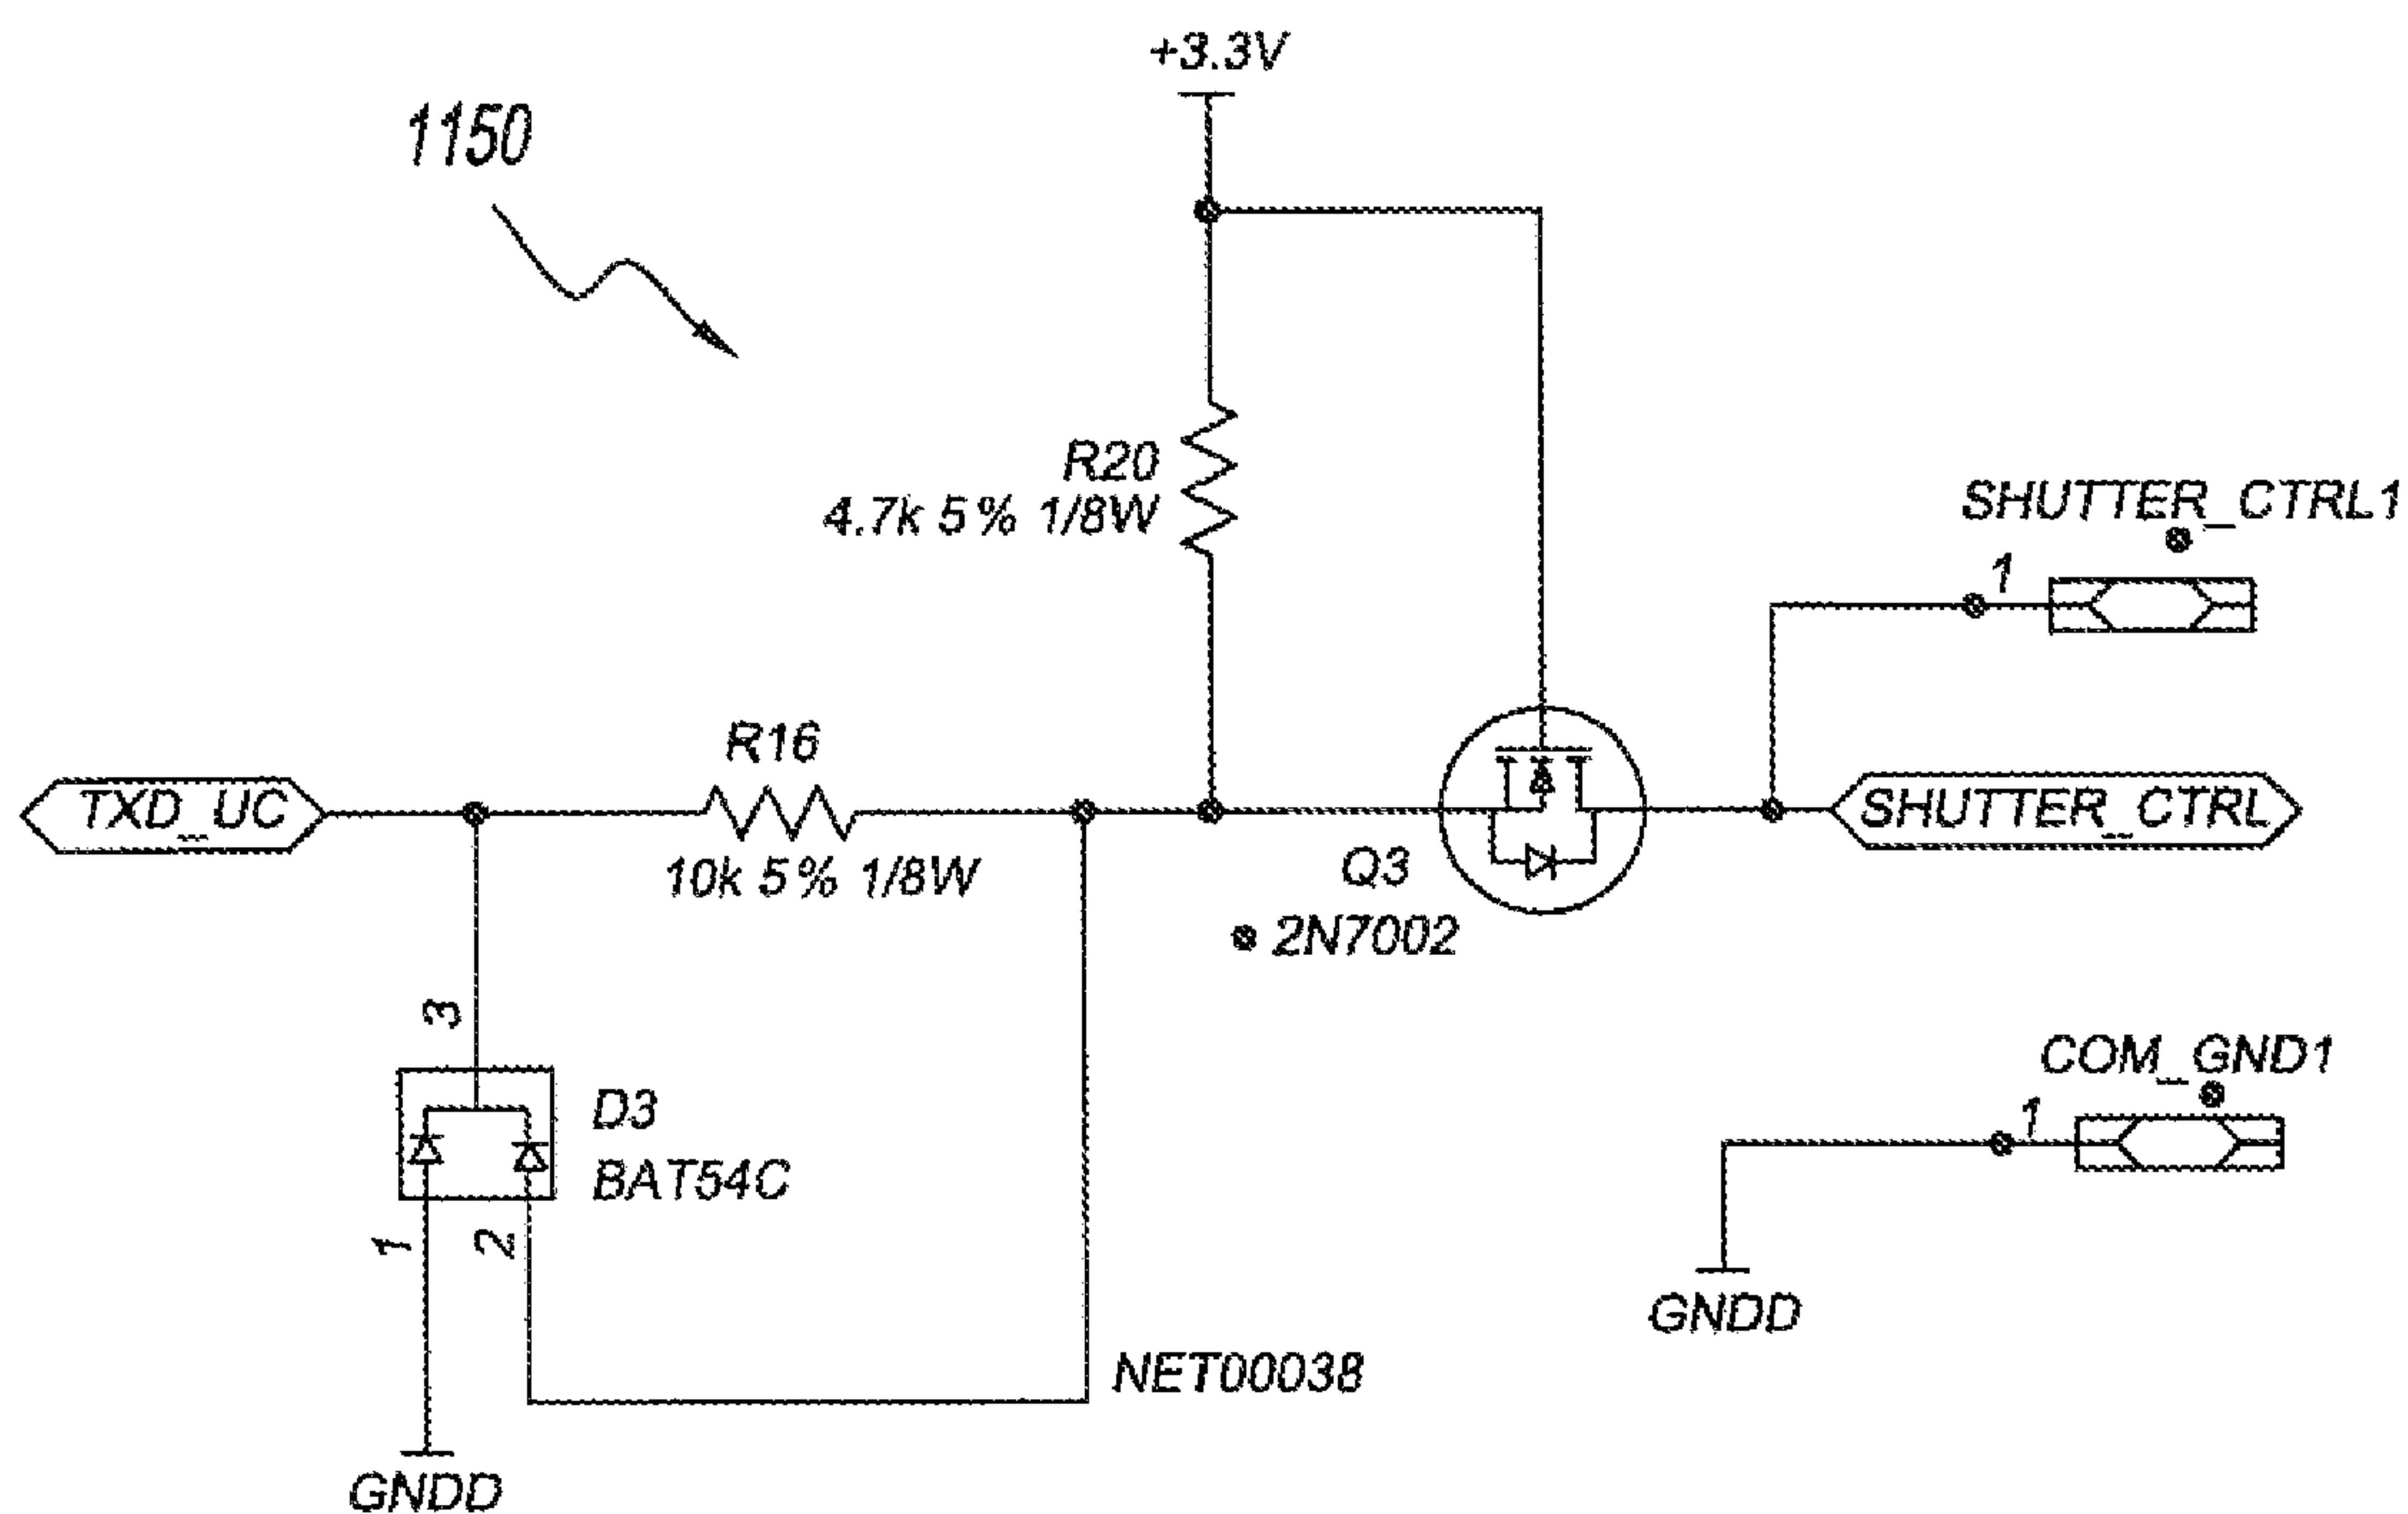 +3.3V
1150
R20
4.7k 5% 1/8W
SHUTTER_CTRL1
1
R16
TXD_UC
SHUTTER_CTRL
10k 5% 1/8W
Q3
2N7002
3
COM_GND1
1
D3
BAT54C
1
2
GNDD
NET00038
GNDD